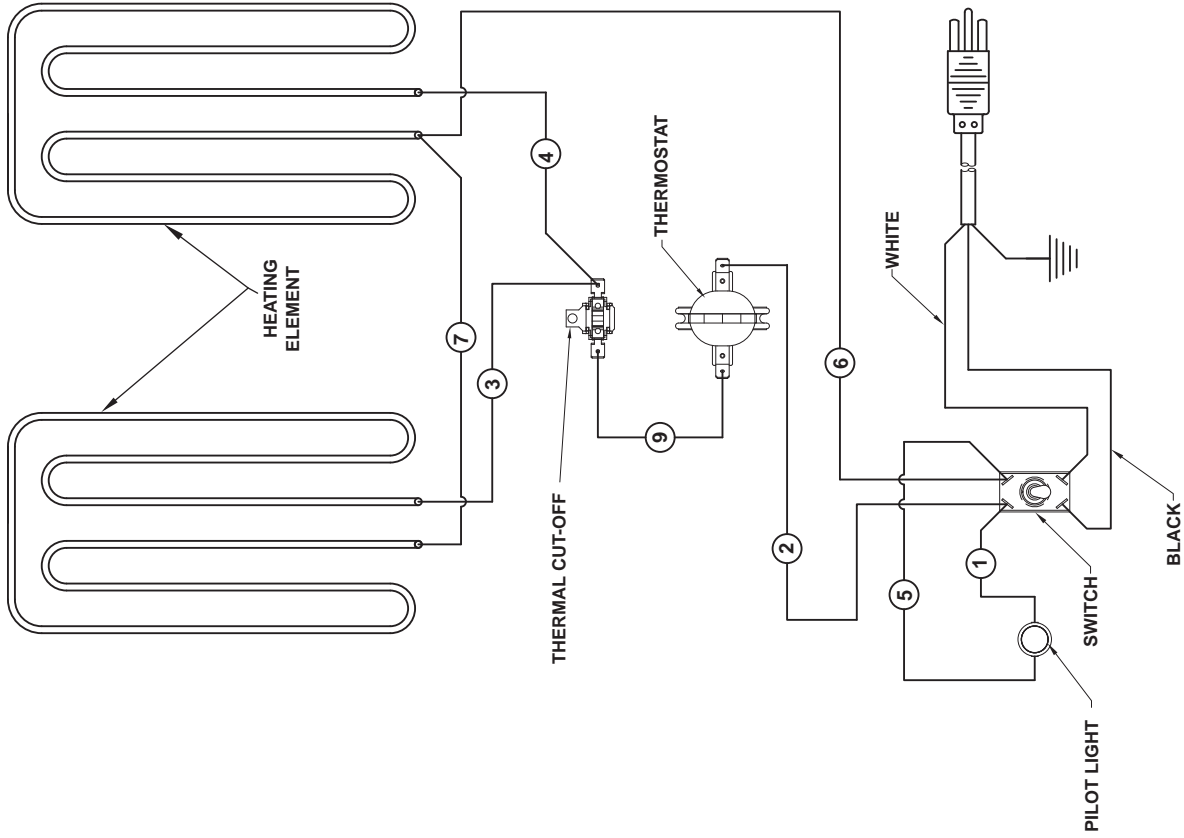 HEATING
ELEMENT
7
3
4
THERMAL CUT-OFF
9
THERMOSTAT
2
6
WHITE
5
1
PILOT LIGHT
SWITCH
BLACK